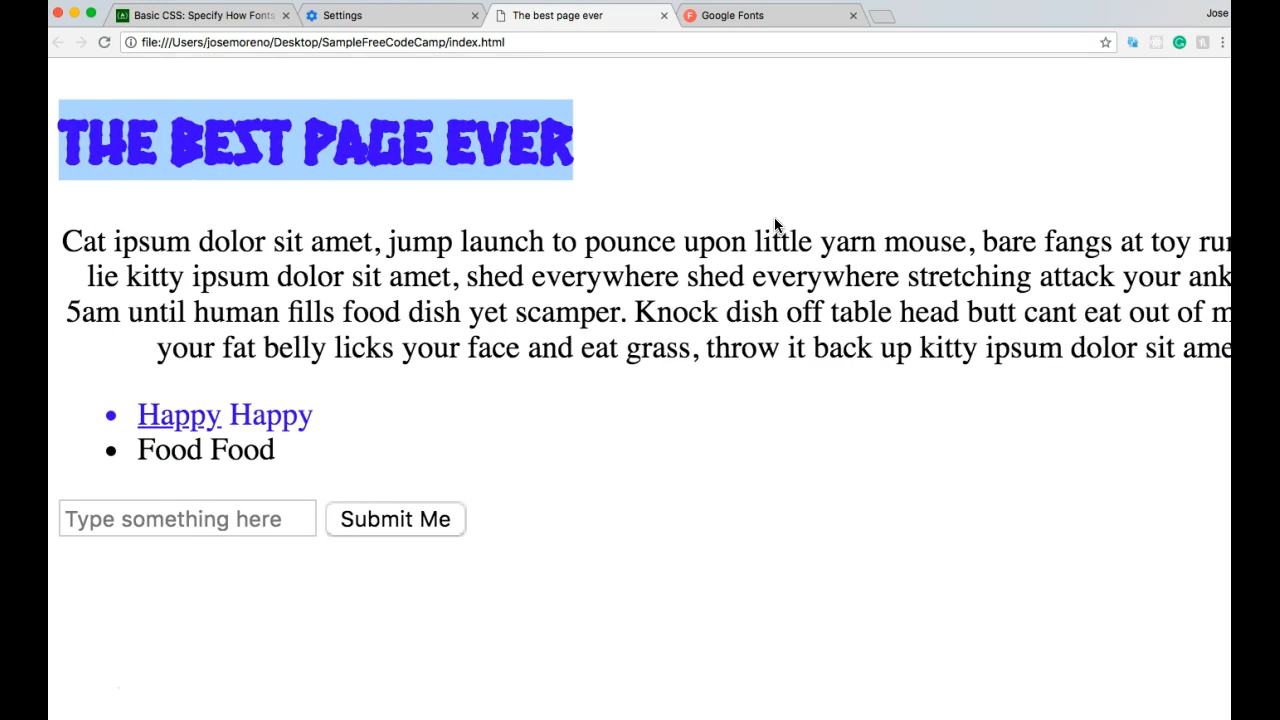 Basic CSS: Specify How Fonts
Settings
The best page ever
Google Fonts
Jose
file:///Users/josemoreno/Desktop/SampleFreeCodeCamp/index.html
THE BEST PAGE EVER
Cat ipsum dolor sit amet, jump launch to pounce upon little yarn mouse, bare fangs at toy
lie kitty ipsum dolor sit amet, shed everywhere shed everywhere stretching attack your
5am until human fills food dish yet scamper. Knock dish off table head butt cant eat out of
your fat belly licks your face and eat grass, throw it back up kitty ipsum dolor sit
Happy Happy
Food Food
Type something here
Submit Me